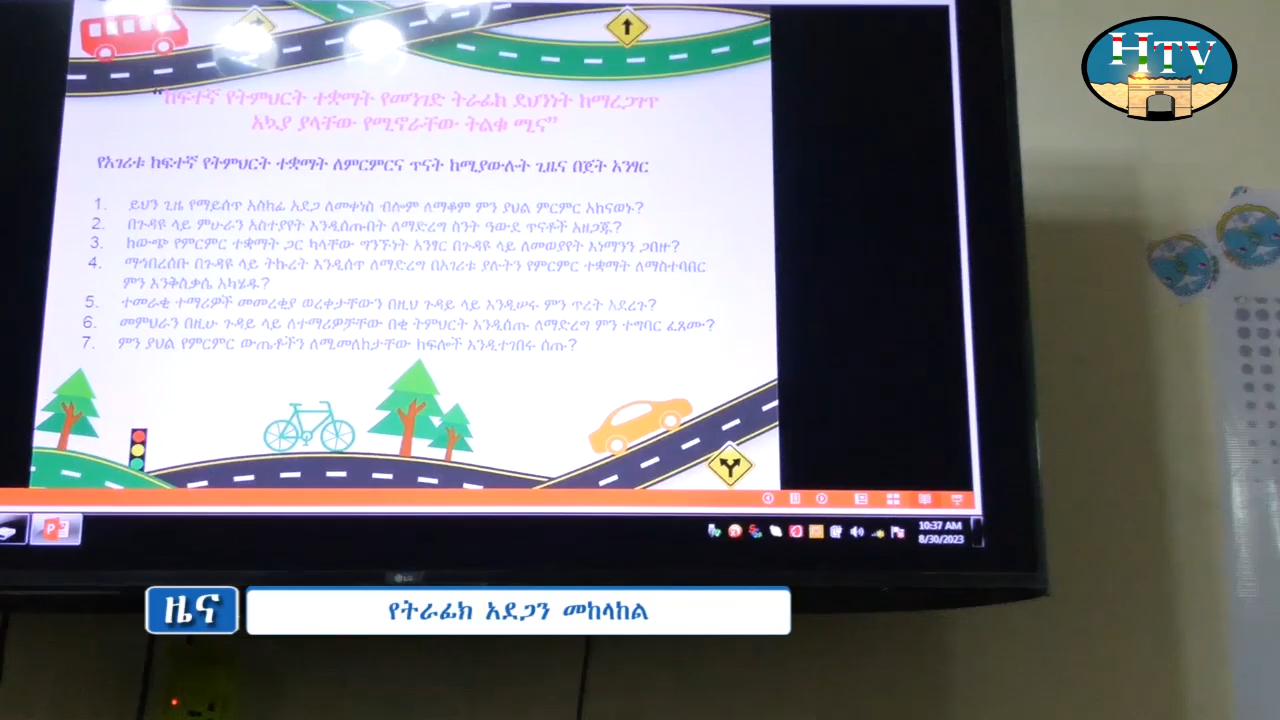 HTV
"ከፍተኛ የትምህርት ተቋማት የመንገድ ትራፊክ ደህንነት ከማረጋገጥ
አኳያ ያላቸው የሚኖራቸው ትልቁ ሚና"
የአገሪቱ ከፍተኛ የትምህርት ተቋማት ለምርምርና ጥናት ከሚያውሉት ጊዜና በጀት አንፃር
1. ይህን ጊዜ የማይሰጥ አስከፊ አደጋ ለመቀነስ ብሎም ለማቆም ምን ያህል ምርምር አከናወኑ?
2. በጉዳዩ ላይ ምሁራን አስተያየት እንዲሰጡበት ለማድረግ ስንት ዓውደ ጥናቶች አዘጋጁ?
3. ከውጭ የምርምር ተቋማት ጋር ካላቸው ግንኙነት አንፃር በጉዳዩ ላይ ለመወያየት እነማንን ጋበዙ?
4. ማኅበረሰቡ በጉዳዩ ላይ ትኩረት እንዲሰጥ ለማድረግ በአገሪቱ ያሉትን የምርምር ተቋማት ለማስተባበር
ምን እንቅስቃሴ አካሄዱ?
5. ተመራቂ ተማሪዎች መመረቂያ ወረቀታቸውን በዚህ ጉዳይ ላይ እንዲሠሩ ምን ጥረት አደረጉ?
6. መምህራን በዚሁ ጉዳይ ላይ ለተማሪዎቻቸው በቂ ትምህርት እንዲሰጡ ለማድረግ ምን ተግባር ፈጸሙ?
7. ምን ያህል የምርምር ውጤቶችን ለሚመለከታቸው ክፍሎች እንዲተገበሩ ሰጡ?
10:37 AM
8/30/2023
LG
ዜና
የትራፊክ አደጋን መከላከል